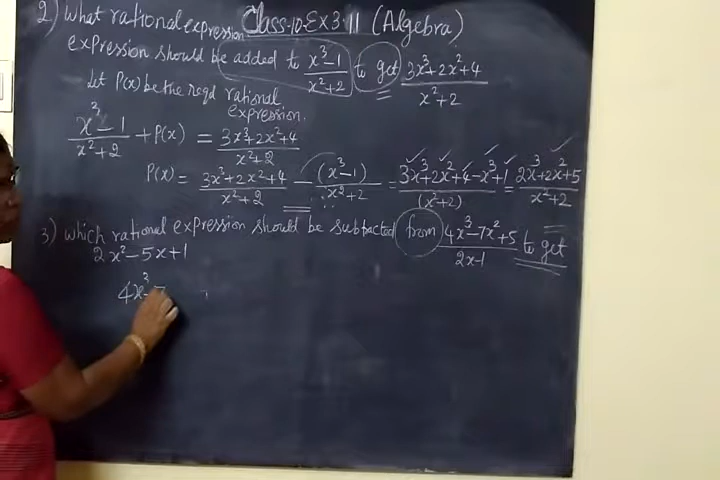 Class-10-Ex 3.11 (Algebra)
2) What rational expression
expression should be added to x³-1/x²+2 to get 3x³+2x²+4/x²+2
Let P(x) be the reqd rational
expression.
x³-1/x²+2 + P(x) = 3x³+2x²+4/x²+2
P(x) = 3x³+2x²+4/x²+2 - (x³-1)/x²+2 = 3x³+2x²+4-x³+1/(x²+2) = 2x³+2x²+5/x²+2
3) which rational expression should be subtracted from 4x³-7x²+5/2x-1 to get
2x²-5x+1
4x³-